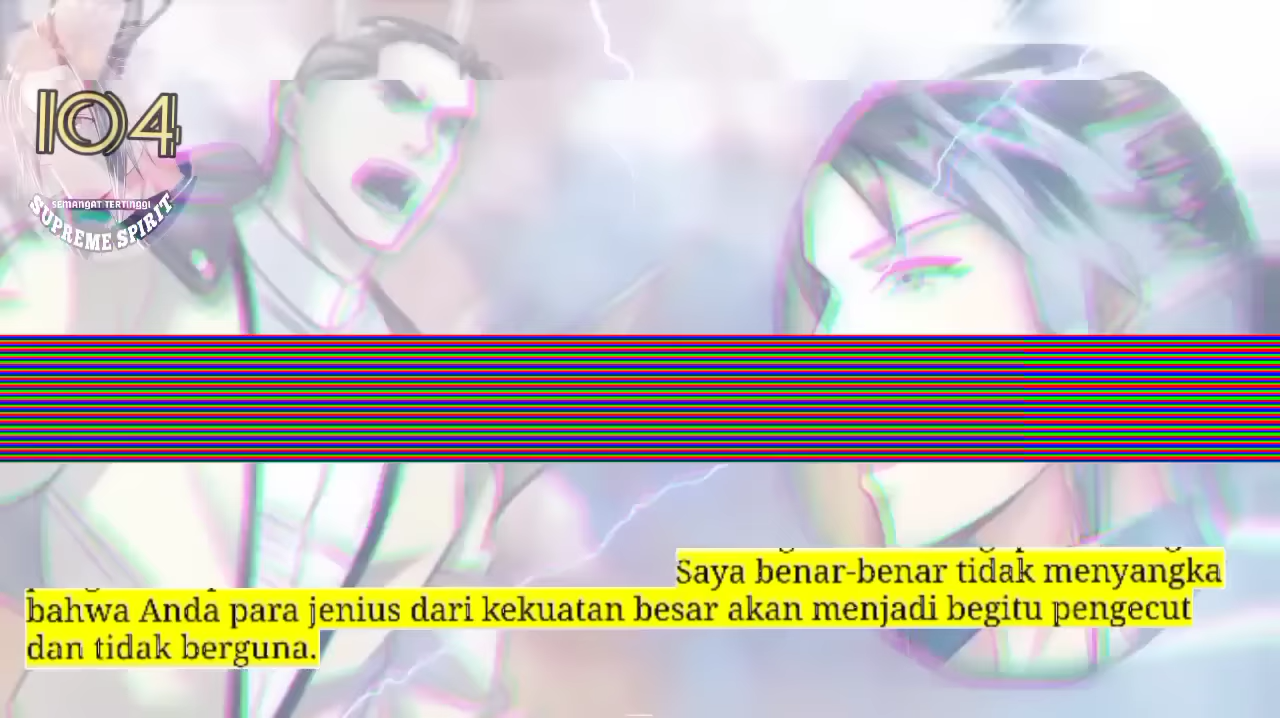 104
SEMANGAT TERTINGGI
SUPREME SPIRIT
Saya benar-benar tidak menyangka
bahwa Anda para jenius dari kekuatan besar akan menjadi begitu pengecut
dan tidak berguna.